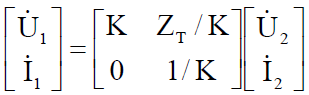 [U̇₁] = [K Z_T/K] [U̇₂]
[İ₁] [0 1/K] [İ₂]